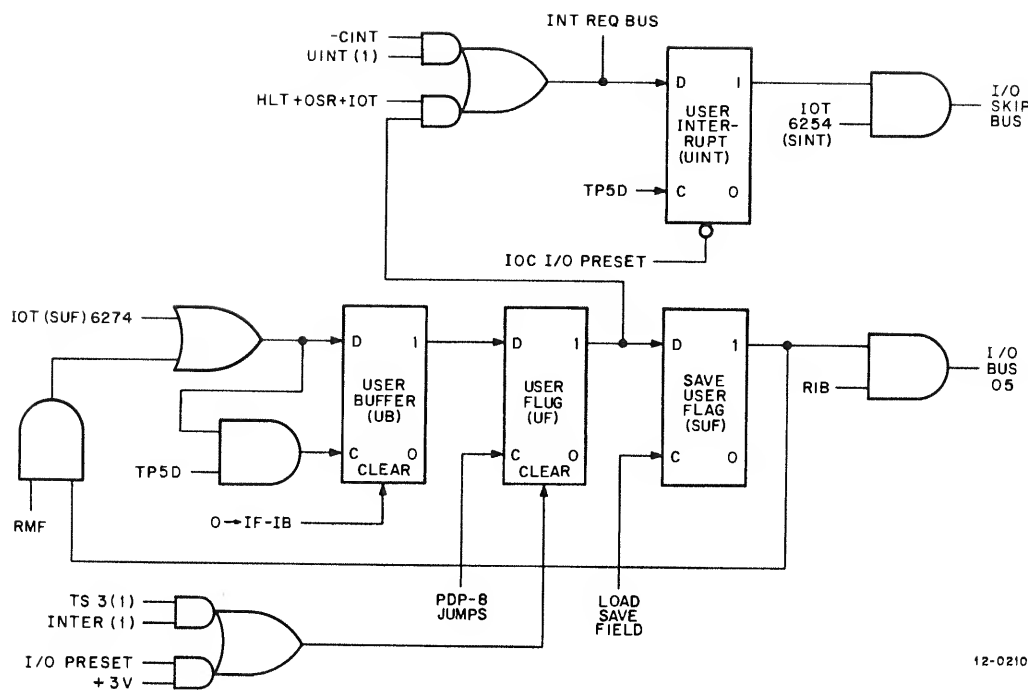 INT REQ BUS
-CINT
UINT (1)
HLT+OSR+IOT
D 1
USER
INTER-
RUPT
(UINT)
C 0
TP5D
IOC I/O PRESET
IOT
6254
(SINT)
I/O
SKIP
BUS
IOT (SUF) 6274
D 1
USER
BUFFER
(UB)
C 0
CLEAR
TP5D
O→IF-IB
RMF
D 1
USER
FLUG
(UF)
C 0
CLEAR
D 1
SAVE
USER
FLAG
(SUF)
C 0
RIB
I/O
BUS
05
PDP-8
JUMPS
LOAD
SAVE
FIELD
TS 3(1)
INTER (1)
I/O PRESET
+3V
12-0210